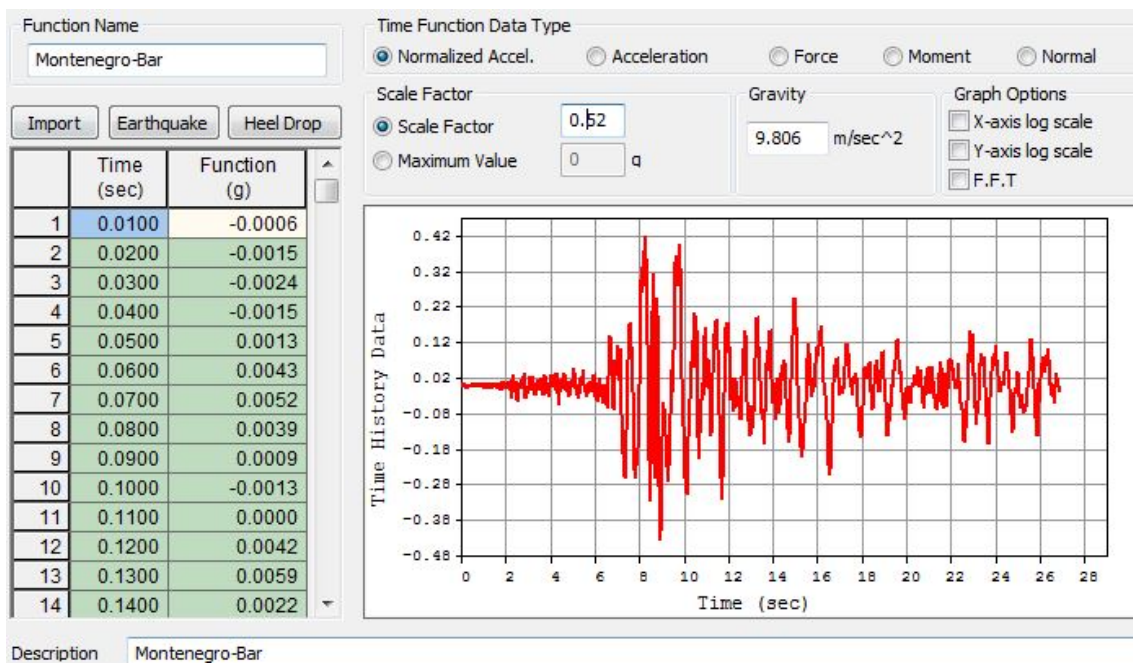 Function Name
Montenegro-Bar
Import Earthquake Heel Drop
Time (sec) Function (g)
1 0.0100 -0.0006
2 0.0200 -0.0015
3 0.0300 -0.0024
4 0.0400 -0.0015
5 0.0500 0.0013
6 0.0600 0.0043
7 0.0700 0.0052
8 0.0800 0.0039
9 0.0900 0.0009
10 0.1000 -0.0013
11 0.1100 0.0000
12 0.1200 0.0042
13 0.1300 0.0059
14 0.1400 0.0022
Time Function Data Type
Normalized Accel. Acceleration Force Moment Normal
Scale Factor
Scale Factor 0.52
Maximum Value 0 g
Gravity
9.806 m/sec^2
Graph Options
X-axis log scale
Y-axis log scale
F.F.T
Time History Data
0.42
0.32
0.22
0.12
0.02
-0.08
-0.18
-0.28
-0.38
-0.48
0 2 4 6 8 10 12 14 16 18 20 22 24 26 28
Time (sec)
Description Montenegro-Bar